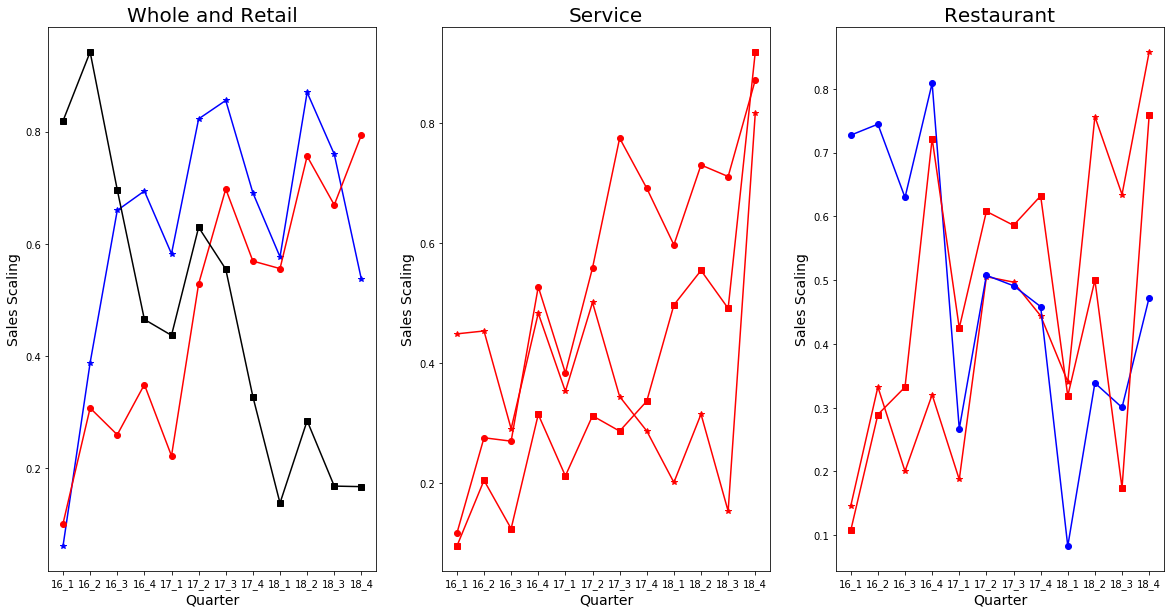 Whole and Retail
Sales Scaling
0.8
0.6
0.4
0.2
16_1 16_2 16_3 16_4 17_1 17_2 17_3 17_4 18_1 18_2 18_3 18_4
Quarter
Service
Sales Scaling
0.8
0.6
0.4
0.2
16_1 16_2 16_3 16_4 17_1 17_2 17_3 17_4 18_1 18_2 18_3 18_4
Quarter
Restaurant
Sales Scaling
0.8
0.7
0.6
0.5
0.4
0.3
0.2
0.1
16_1 16_2 16_3 16_4 17_1 17_2 17_3 17_4 18_1 18_2 18_3 18_4
Quarter